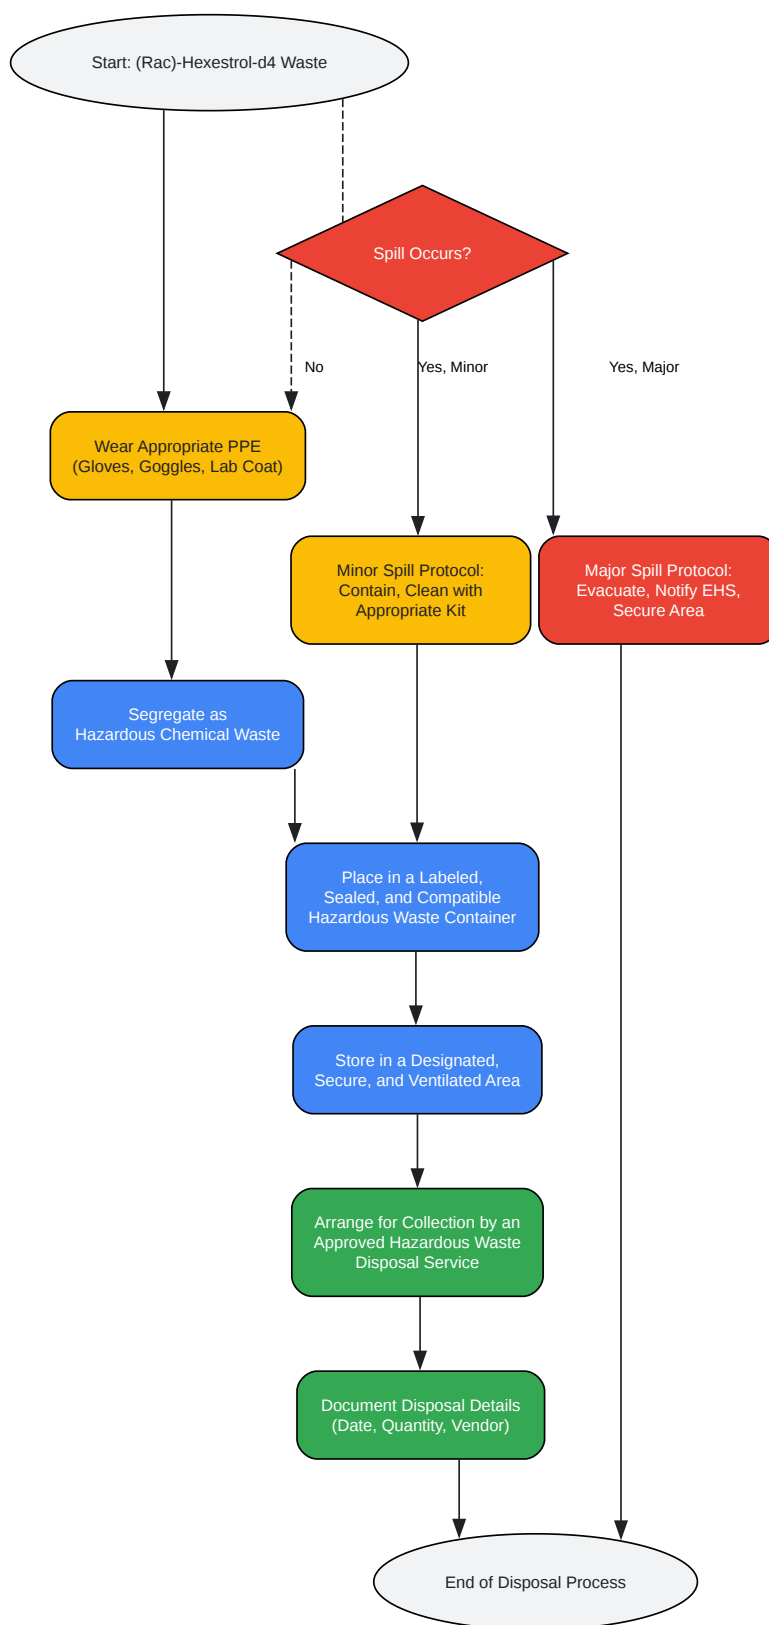 Start: (Rac)-Hexestrol-d4 Waste
Spill Occurs?
No
Yes, Minor
Yes, Major
Wear Appropriate PPE
(Gloves, Goggles, Lab Coat)
Minor Spill Protocol:
Contain, Clean with
Appropriate Kit
Major Spill Protocol:
Evacuate, Notify EHS,
Secure Area
Segregate as
Hazardous Chemical Waste
Place in a Labeled,
Sealed, and Compatible
Hazardous Waste Container
Store in a Designated,
Secure, and Ventilated Area
Arrange for Collection by an
Approved Hazardous Waste
Disposal Service
Document Disposal Details
(Date, Quantity, Vendor)
End of Disposal Process